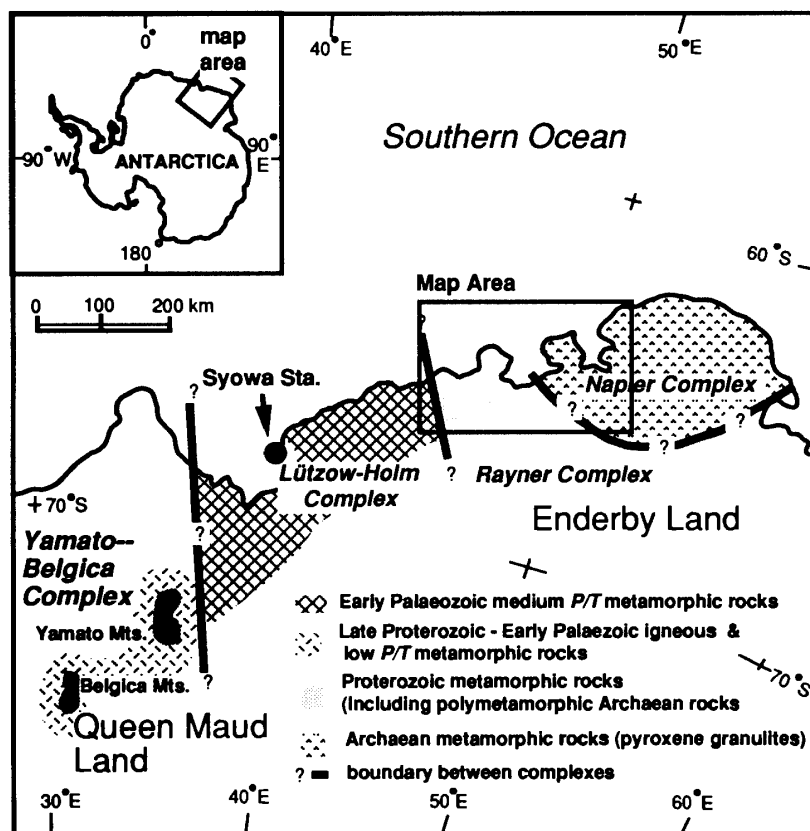 0°
map
area
90° W
ANTARCTICA
90°
E
180°
40°E
50°E
Southern Ocean
60°S
Map Area
0 100 200 km
?
Syowa Sta.
?
Napier Complex
? ? ?
Lützow-Holm
Complex
?
Rayner Complex
+70°S
Enderby Land
?
Yamato--
Belgica
Complex
Yamato Mts.
?
Belgica Mts.
Queen Maud
Land
Early Palaeozoic medium P/T metamorphic rocks
Late Proterozoic - Early Palaezoic igneous &
low P/T metamorphic rocks
Proterozoic metamorphic rocks
(Including polymetamorphic Archaean rocks
Archaean metamorphic rocks (pyroxene granulites)
? boundary between complexes
70°S
30°E
40°E
50°E
60°E